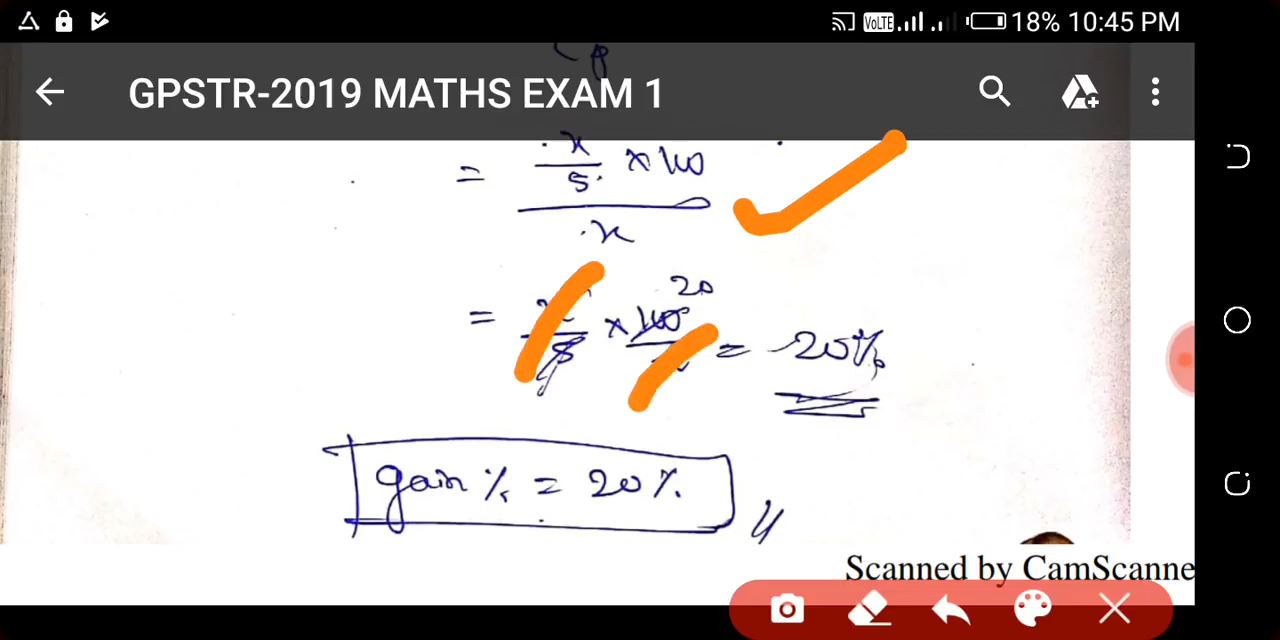 VoLTE 18% 10:45 PM
GPSTR-2019 MATHS EXAM 1
= x/5 × 100
x
= × 100 20 = 20%
gain % = 20%
Scanned by CamScanne